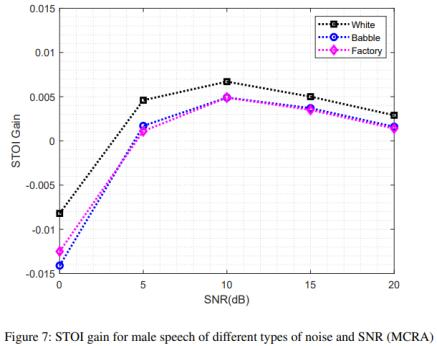 0.015
White
Babble
Factory
0.01
0.005
0
-0.005
-0.01
-0.015
STOI Gain
0 5 10 15 20
SNR(dB)
Figure 7: STOI gain for male speech of different types of noise and SNR (MCRA)